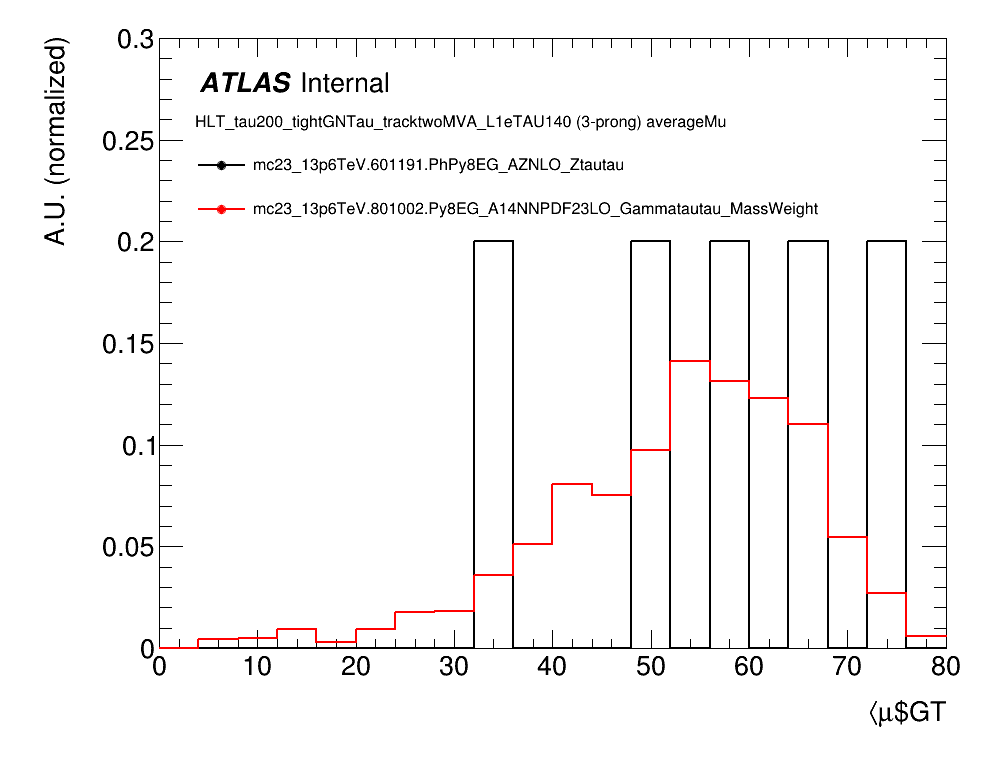 0.3
0.25
0.2
0.15
0.1
0.05
0
A.U. (normalized)
ATLAS Internal
HLT_tau200_tightGNTau_tracktwoMVA_L1eTAU140 (3-prong) averageMu
mc23_13p6TeV.601191.PhPy8EG_AZNLO_Ztautau
mc23_13p6TeV.801002.Py8EG_A14NNPDF23LO_Gammatautau_MassWeight
0 10 20 30 40 50 60 70 80
⟨μ$GT